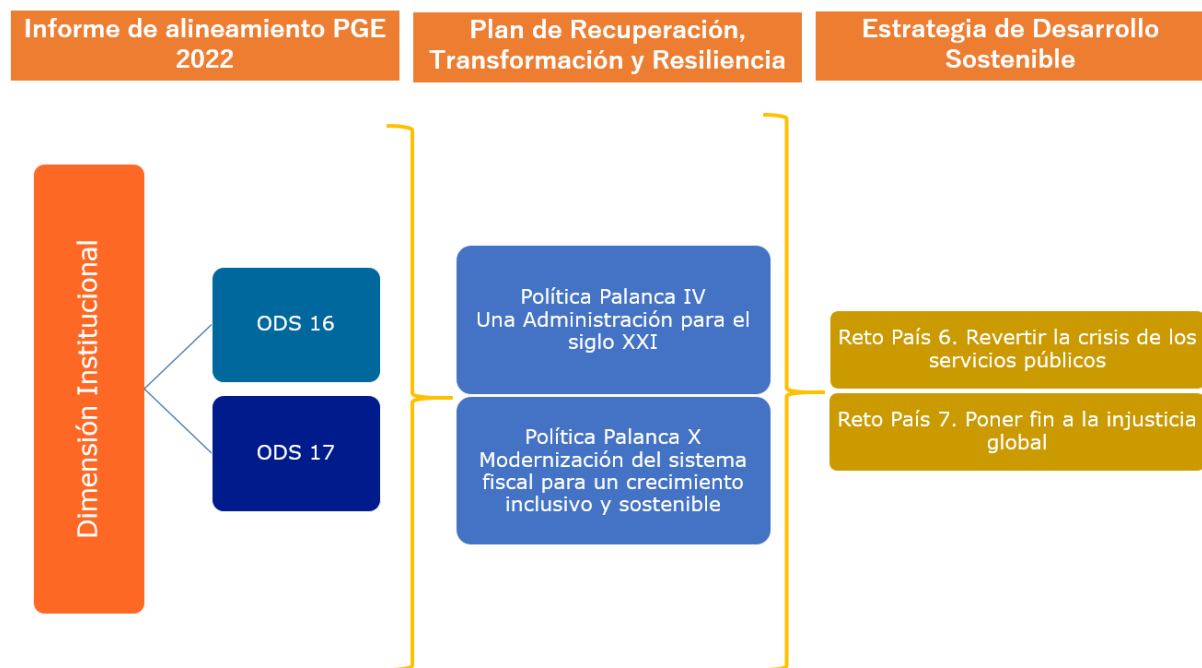 Informe de alineamiento PGE
2022
Plan de Recuperación,
Transformación y Resiliencia
Estrategia de Desarrollo
Sostenible
Dimensión Institucional
ODS 16
ODS 17
Política Palanca IV
Una Administración para el
siglo XXI
Política Palanca X
Modernización del sistema
fiscal para un crecimiento
inclusivo y sostenible
Reto País 6. Revertir la crisis de los
servicios públicos
Reto País 7. Poner fin a la injusticia
global